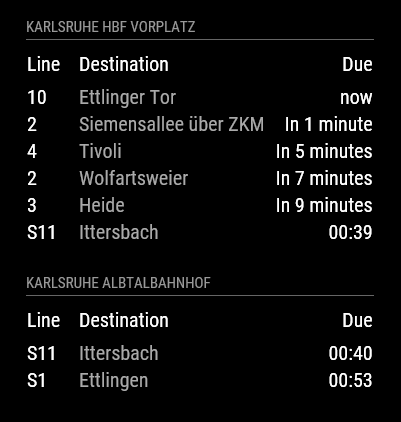 KARLSRUHE HBF VORPLATZ
Line Destination Due
10 Ettlinger Tor now
2 Siemensallee über ZKM In 1 minute
4 Tivoli In 5 minutes
2 Wolfartsweier In 7 minutes
3 Heide In 9 minutes
S11 Ittersbach 00:39
KARLSRUHE ALBTALBAHNHOF
Line Destination Due
S11 Ittersbach 00:40
S1 Ettlingen 00:53